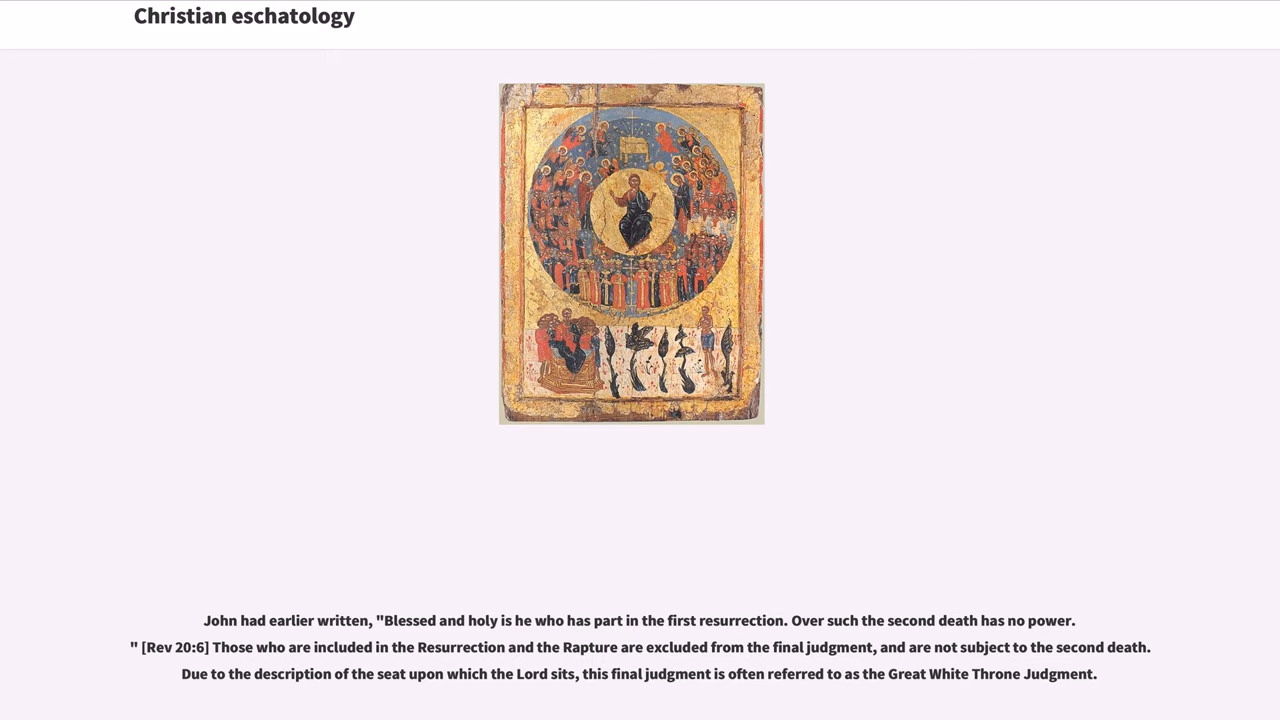 Christian eschatology
John had earlier written, "Blessed and holy is he who has part in the first resurrection. Over such the second death has no power.
" [Rev 20:6] Those who are included in the Resurrection and the Rapture are excluded from the final judgment, and are not subject to the second death.
Due to the description of the seat upon which the Lord sits, this final judgment is often referred to as the Great White Throne Judgment.